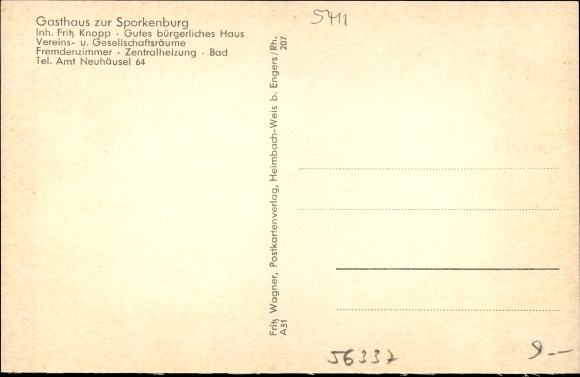 Gasthaus zur Sporkenburg
Inh. Fritz Knopp · Gutes bürgerliches Haus
Vereins- u. Gesellschaftsräume
Fremdenzimmer · Zentralheizung · Bad
Tel. Amt Neuhäusel 64
5411
Fritz Wagner, Postkartenverlag, Heimbach-Weis b. Engers/Rh.
A31
207
56337
9.--